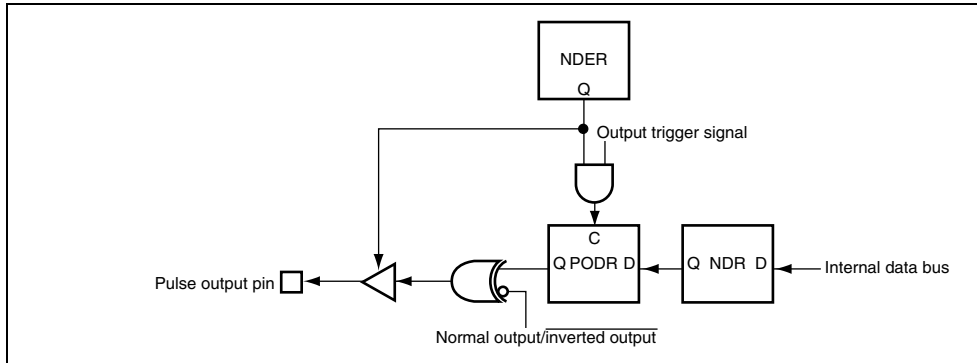 NDER
Q
Output trigger signal
C
Q PODR D
Q NDR D
Internal data bus
Pulse output pin
Normal output/inverted output